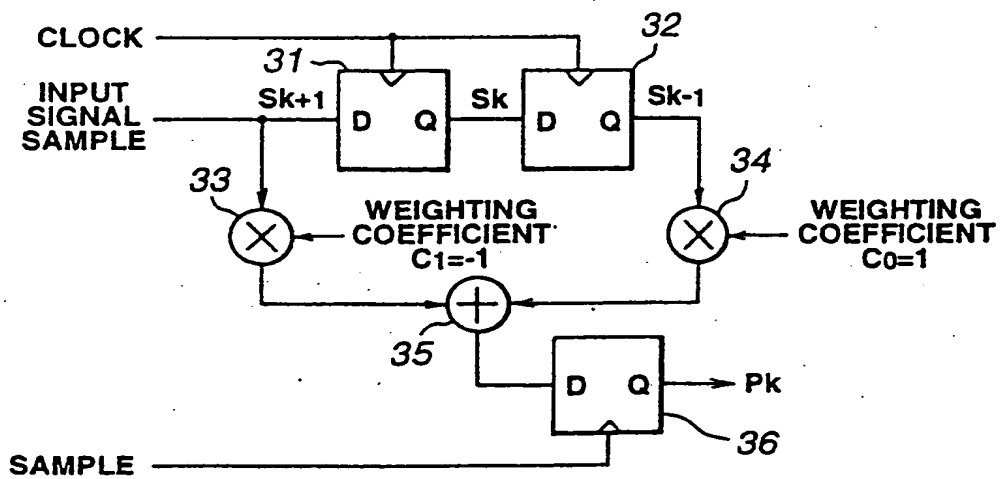 CLOCK
31
32
INPUT
SIGNAL
SAMPLE
Sk+1
D Q
Sk
D Q
Sk-1
33
34
WEIGHTING
COEFFICIENT
C1=-1
WEIGHTING
COEFFICIENT
C0=1
35
D Q
Pk
36
SAMPLE